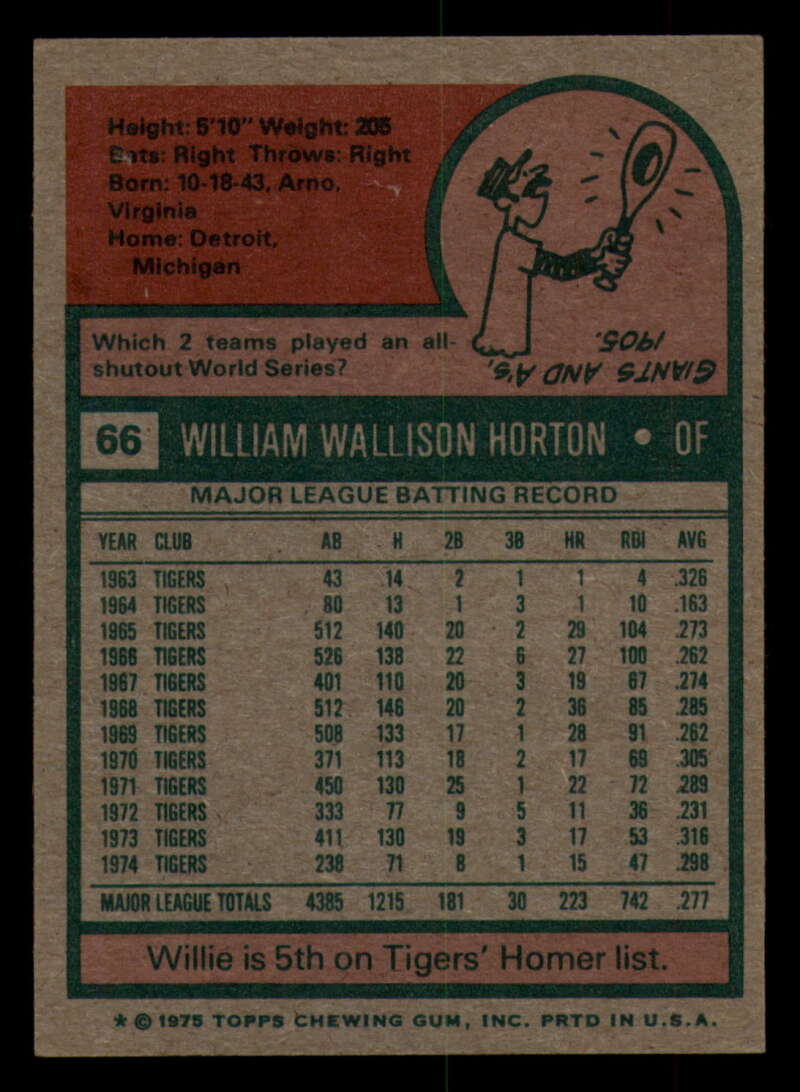 Height: 5'10" Weight: 205
Bats: Right Throws: Right
Born: 10-18-43, Arno,
Virginia
Home: Detroit,
Michigan
Which 2 teams played an all-
shutout World Series?
GIANTS AND A'S,
1905.
66 WILLIAM WALLISON HORTON • OF
MAJOR LEAGUE BATTING RECORD
YEAR CLUB AB H 2B 3B HR RBI AVG
1963 TIGERS 43 14 2 1 1 4 .326
1964 TIGERS 80 13 1 3 1 10 .163
1965 TIGERS 512 140 20 2 29 104 .273
1966 TIGERS 526 138 22 6 27 100 .262
1967 TIGERS 401 110 20 3 19 67 .274
1968 TIGERS 512 146 20 2 36 85 .285
1969 TIGERS 508 133 17 1 28 91 .262
1970 TIGERS 371 113 18 2 17 69 .305
1971 TIGERS 450 130 25 1 22 72 .289
1972 TIGERS 333 77 9 5 11 36 .231
1973 TIGERS 411 130 19 3 17 53 .316
1974 TIGERS 238 71 8 1 15 47 .298
MAJOR LEAGUE TOTALS 4385 1215 181 30 223 742 .277
Willie is 5th on Tigers' Homer list.
* © 1975 TOPPS CHEWING GUM, INC. PRTD IN U.S.A.